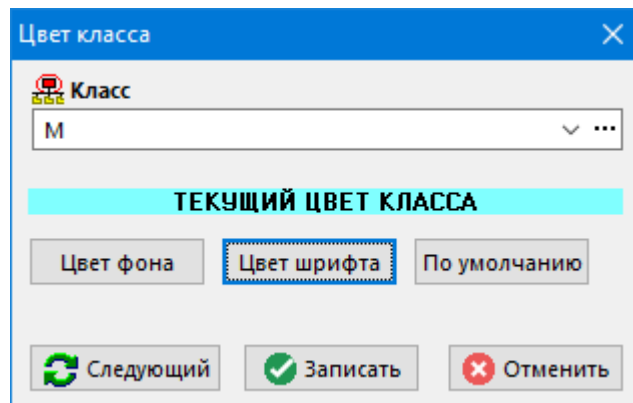 Цвет класса
Класс
М
ТЕКУЩИЙ ЦВЕТ КЛАССА
Цвет фона Цвет шрифта По умолчанию
Следующий Записать Отменить